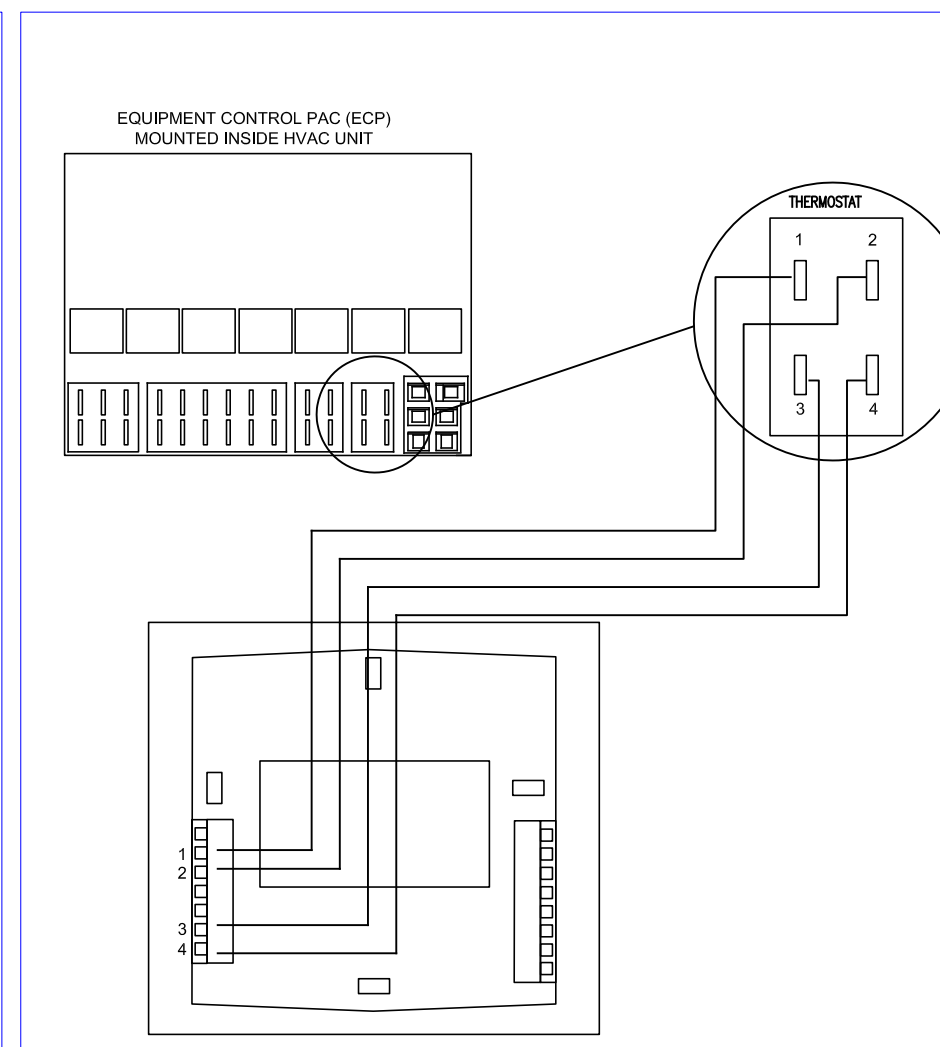 EQUIPMENT CONTROL PAC (ECP)
MOUNTED INSIDE HVAC UNIT
THERMOSTAT
1 2
3 4
1
2
3
4